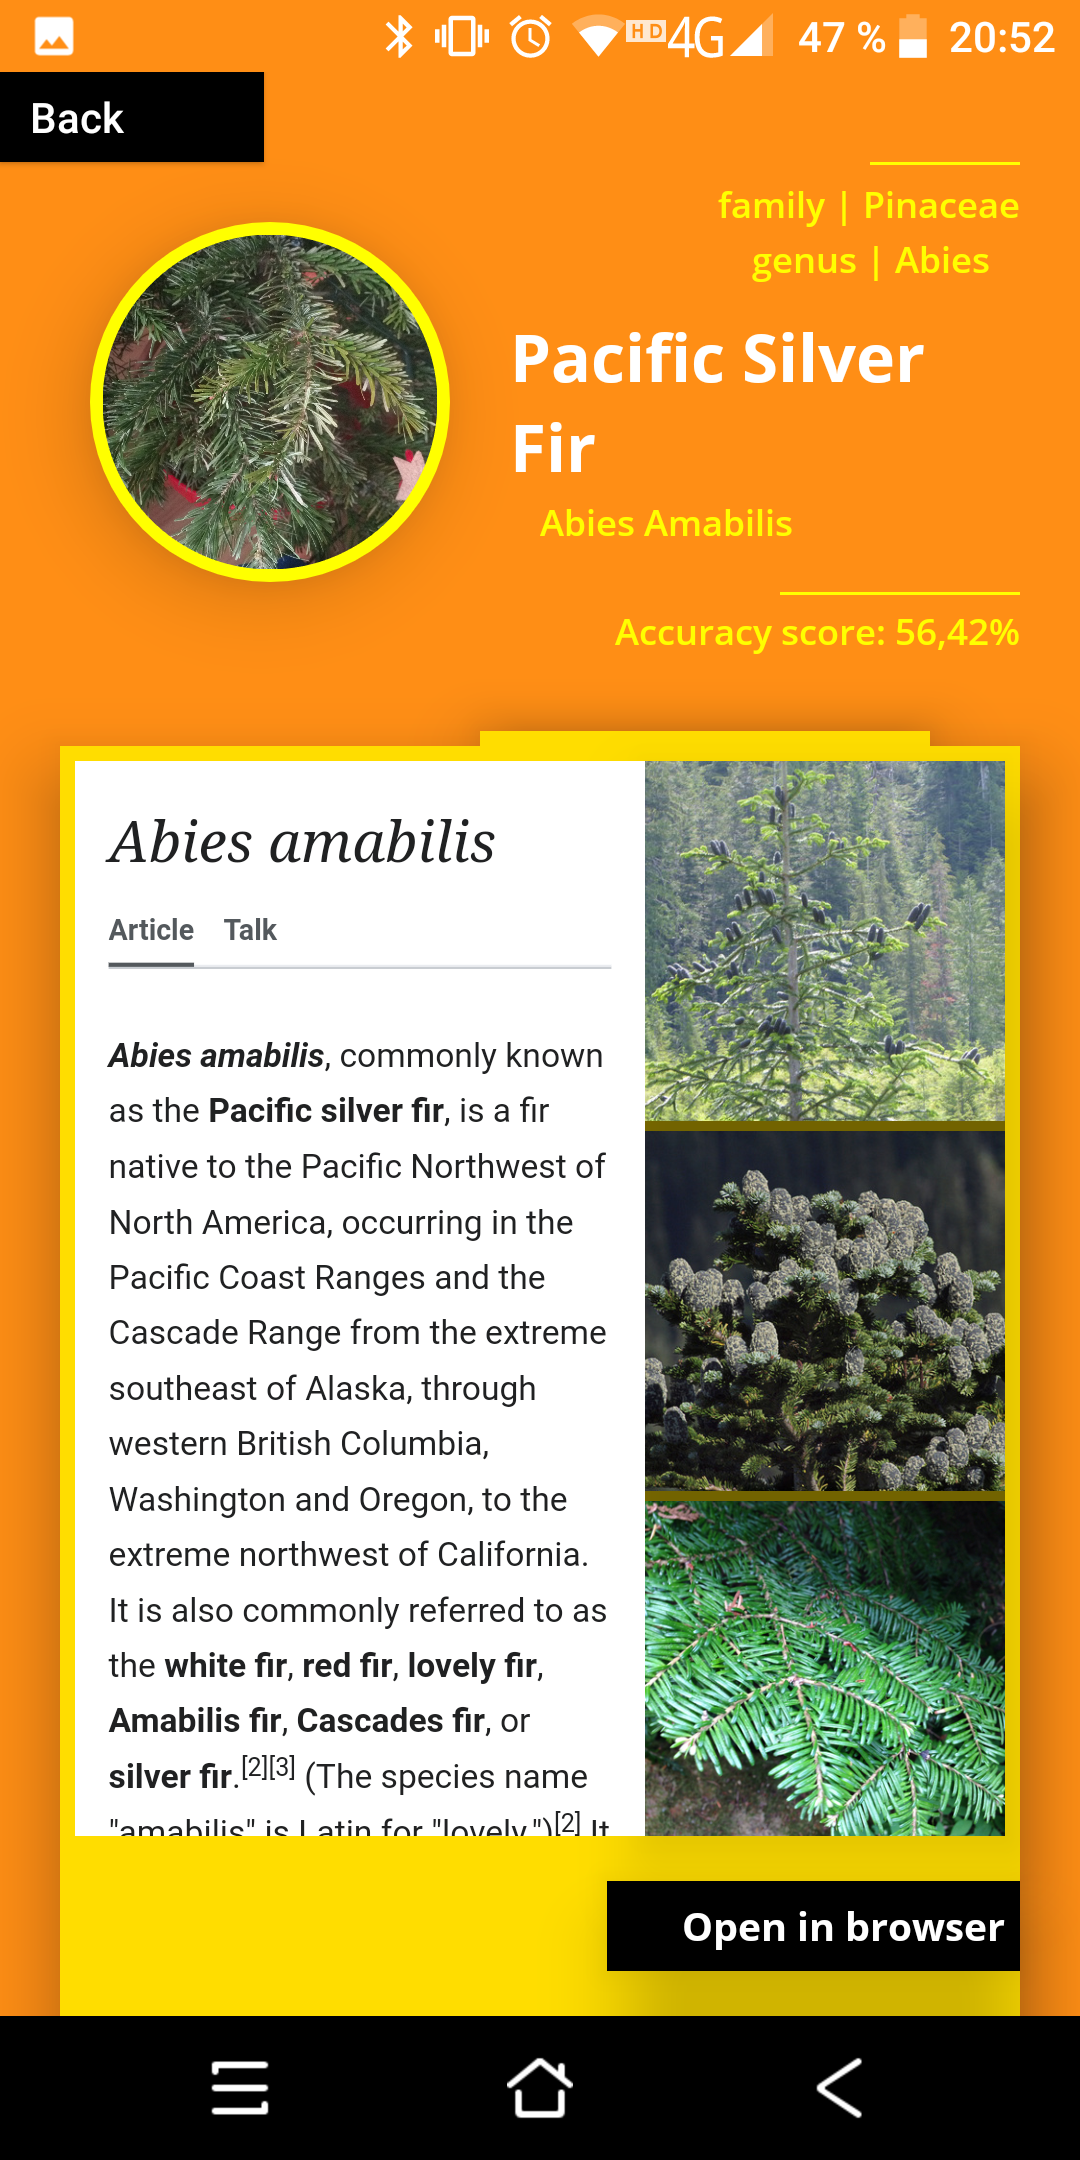 HD 4G 47 % 20:52
Back
family | Pinaceae
genus | Abies
Pacific Silver
Fir
Abies Amabilis
Accuracy score: 56,42%
Abies amabilis
Article Talk
Abies amabilis, commonly known
as the Pacific silver fir, is a fir
native to the Pacific Northwest of
North America, occurring in the
Pacific Coast Ranges and the
Cascade Range from the extreme
southeast of Alaska, through
western British Columbia,
Washington and Oregon, to the
extreme northwest of California.
It is also commonly referred to as
the white fir, red fir, lovely fir,
Amabilis fir, Cascades fir, or
silver fir.[2][3] (The species name
"amabilis" is Latin for "lovely.")[2] It
Open in browser